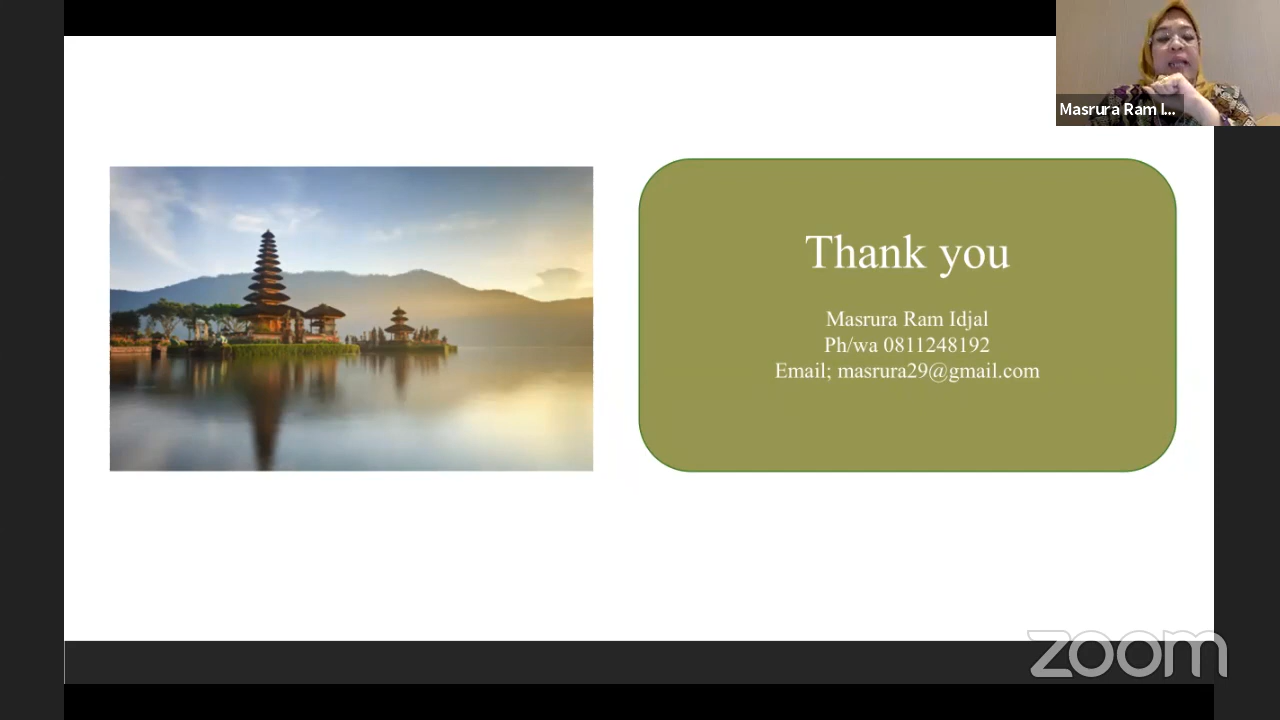 Masrura Ram I...
Thank you
Masrura Ram Idjal
Ph/wa 0811248192
Email; masrura29@gmail.com
zoom